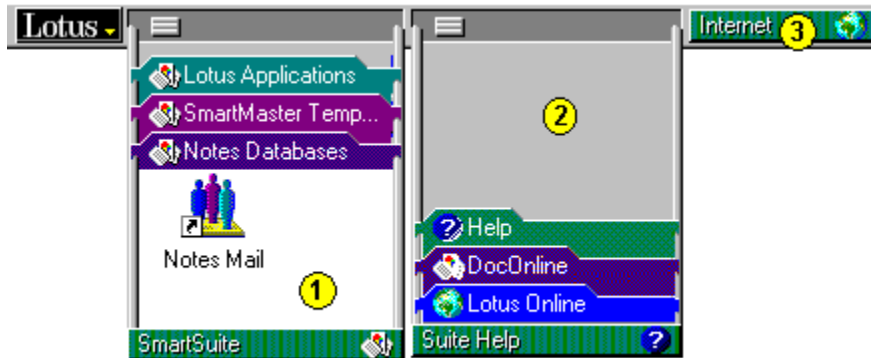 Lotus
Internet
3
Lotus Applications
SmartMaster Temp...
Notes Databases
2
Notes Mail
1
Help
DocOnline
Lotus Online
SmartSuite
Suite Help